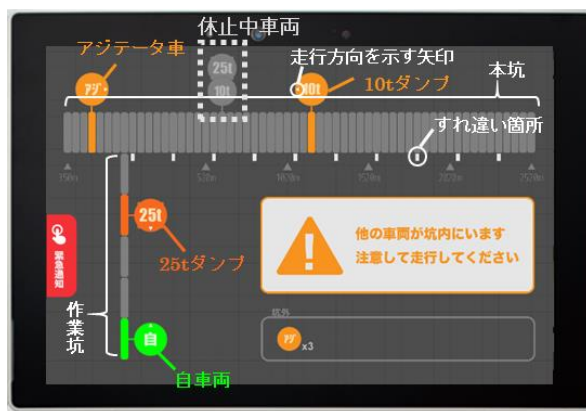 休止中車両
アジテータ車
走行方向を示す矢印
本坑
25t
10t
アジ
10t
10tダンプ
すれ違い箇所
1020m
1520m
2020m
2520m
25t
25tダンプ
緊急通知
他の車両が坑内にいます
注意して走行してください
作業坑
坑外
アジ x3
自
自車両